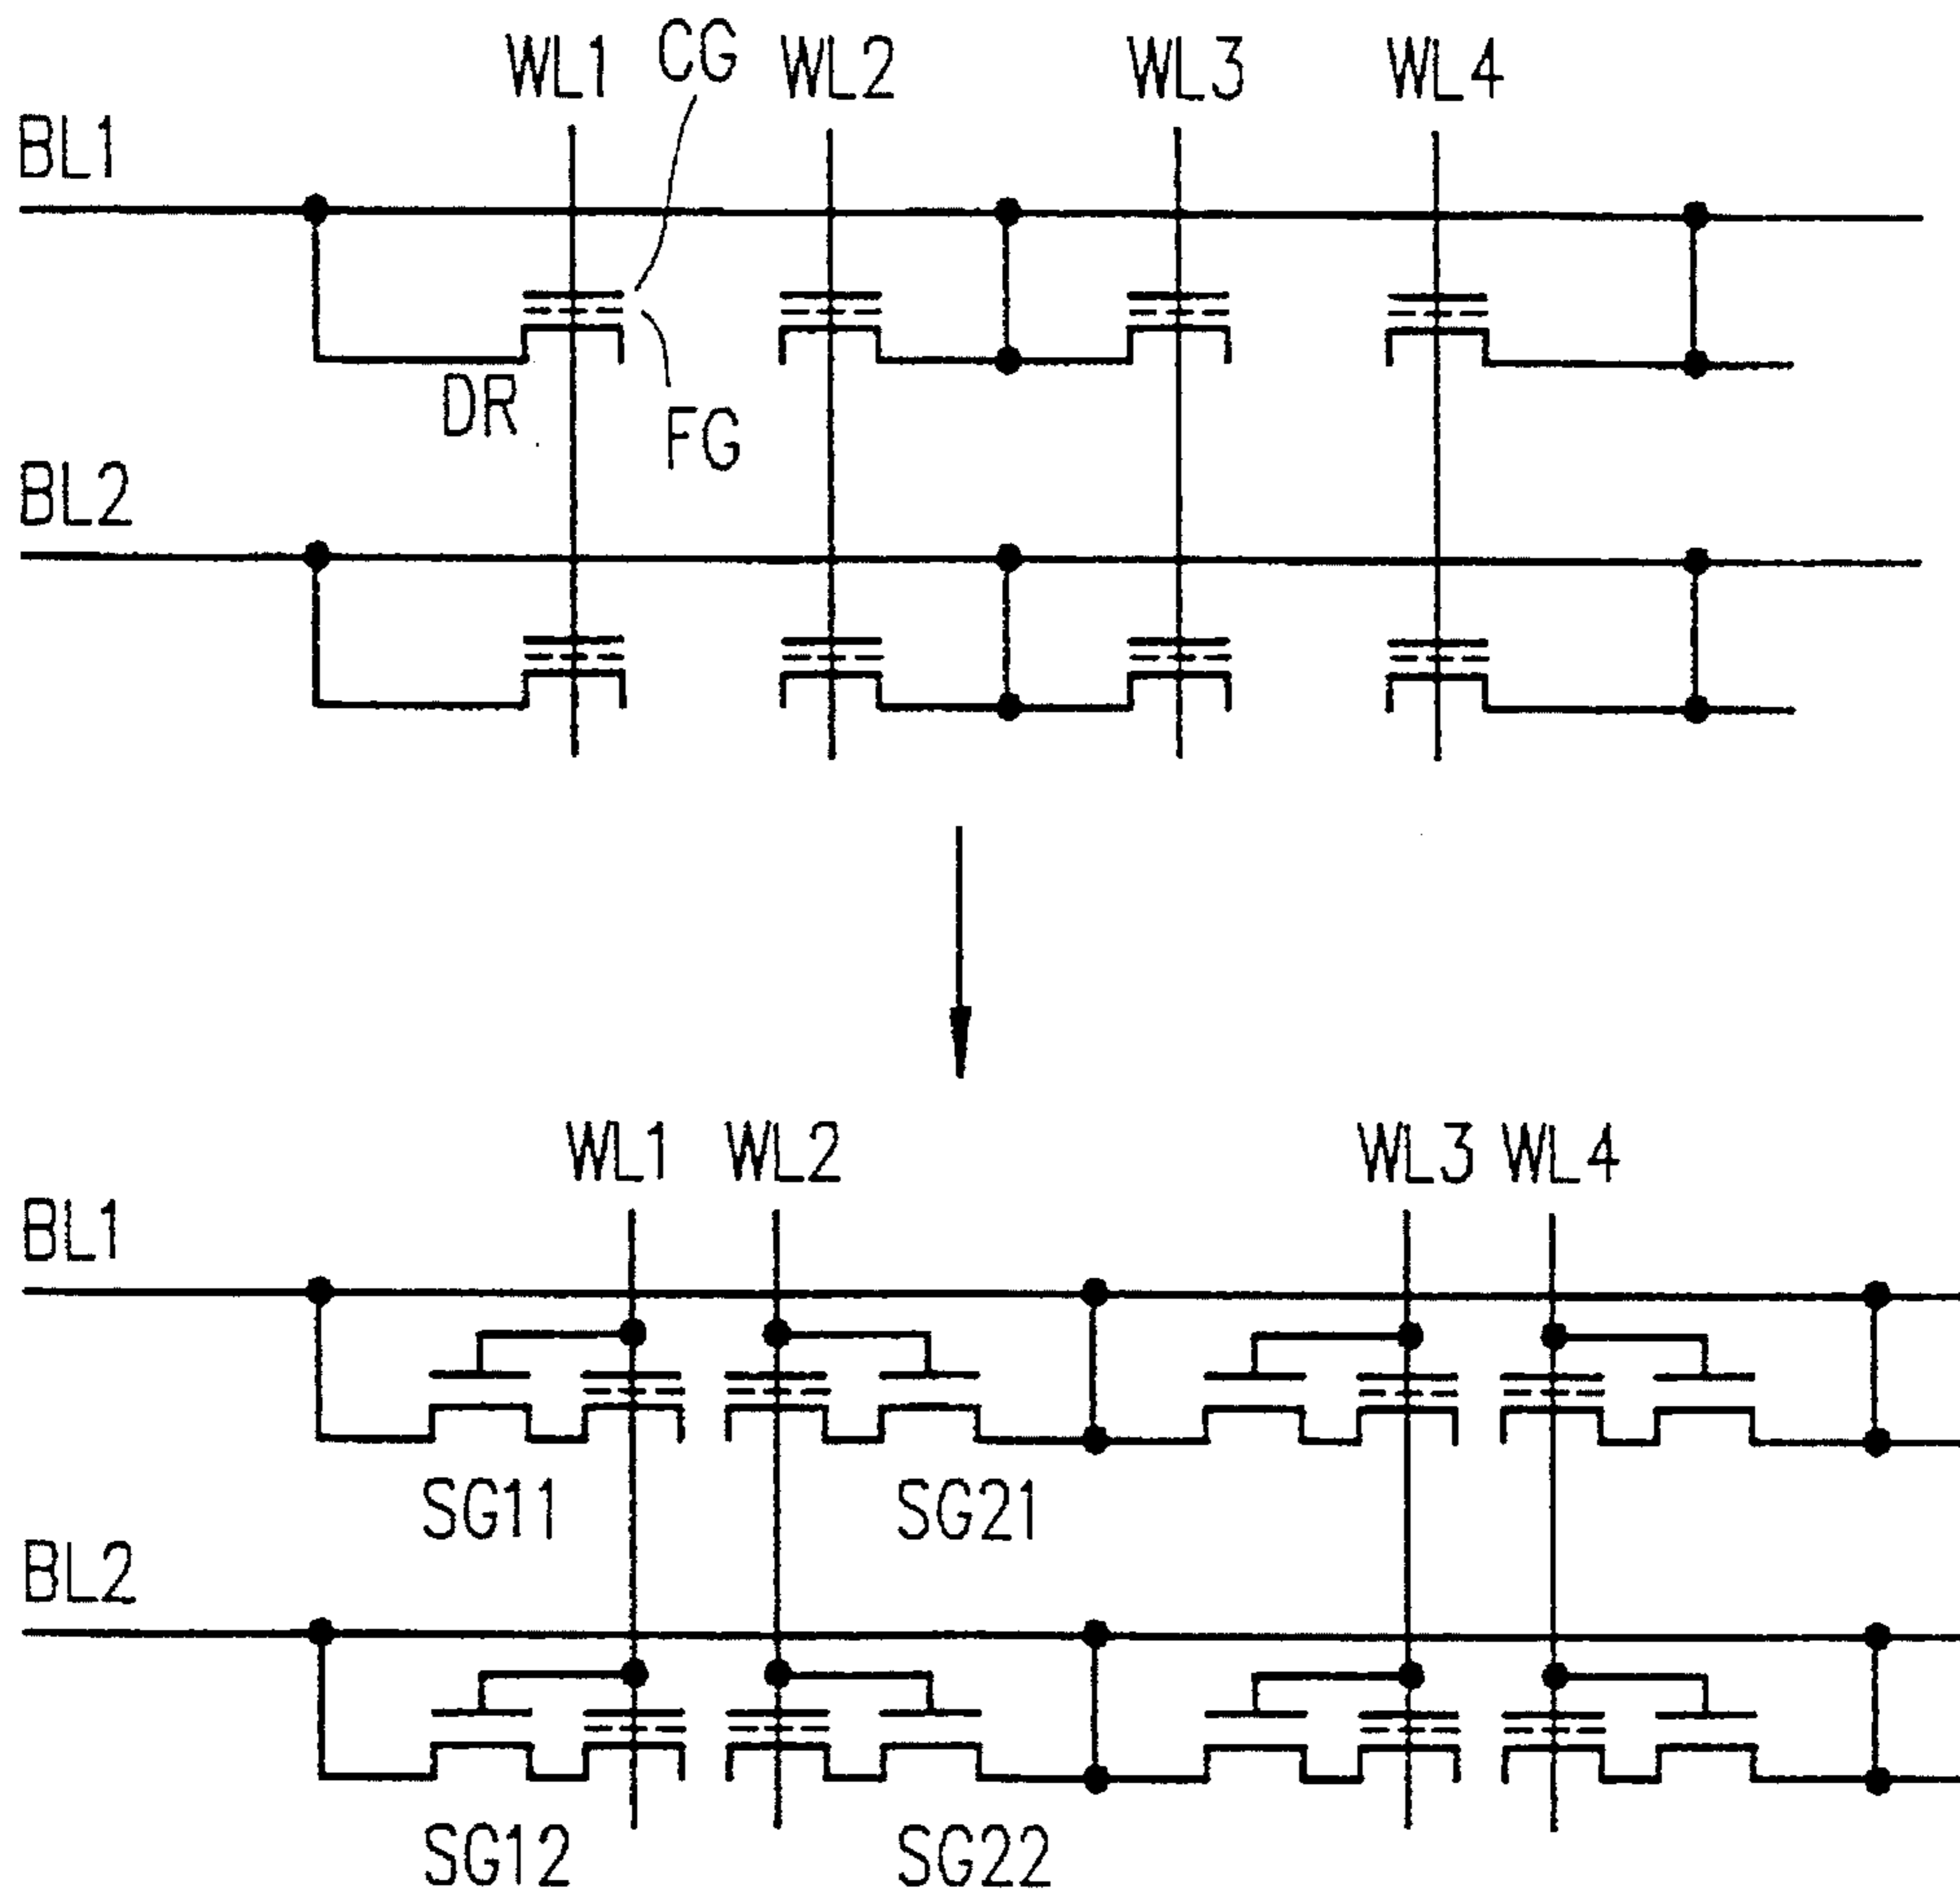 WL1 CG WL2 WL3 WL4
BL1
DR
FG
BL2
WL1 WL2 WL3 WL4
BL1
SG11 SG21
BL2
SG12 SG22